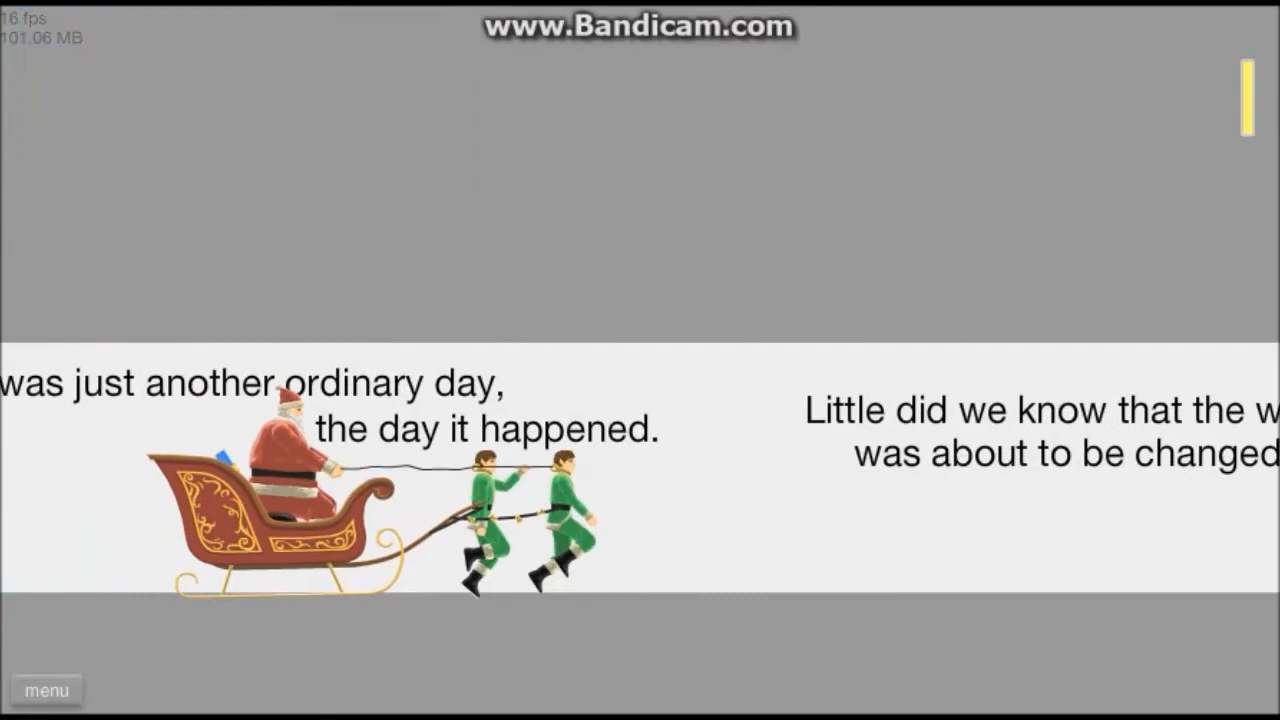 16 fps
101.06 MB
www.Bandicam.com
was just another ordinary day,
the day it happened.
Little did we know that the w
was about to be changed
menu